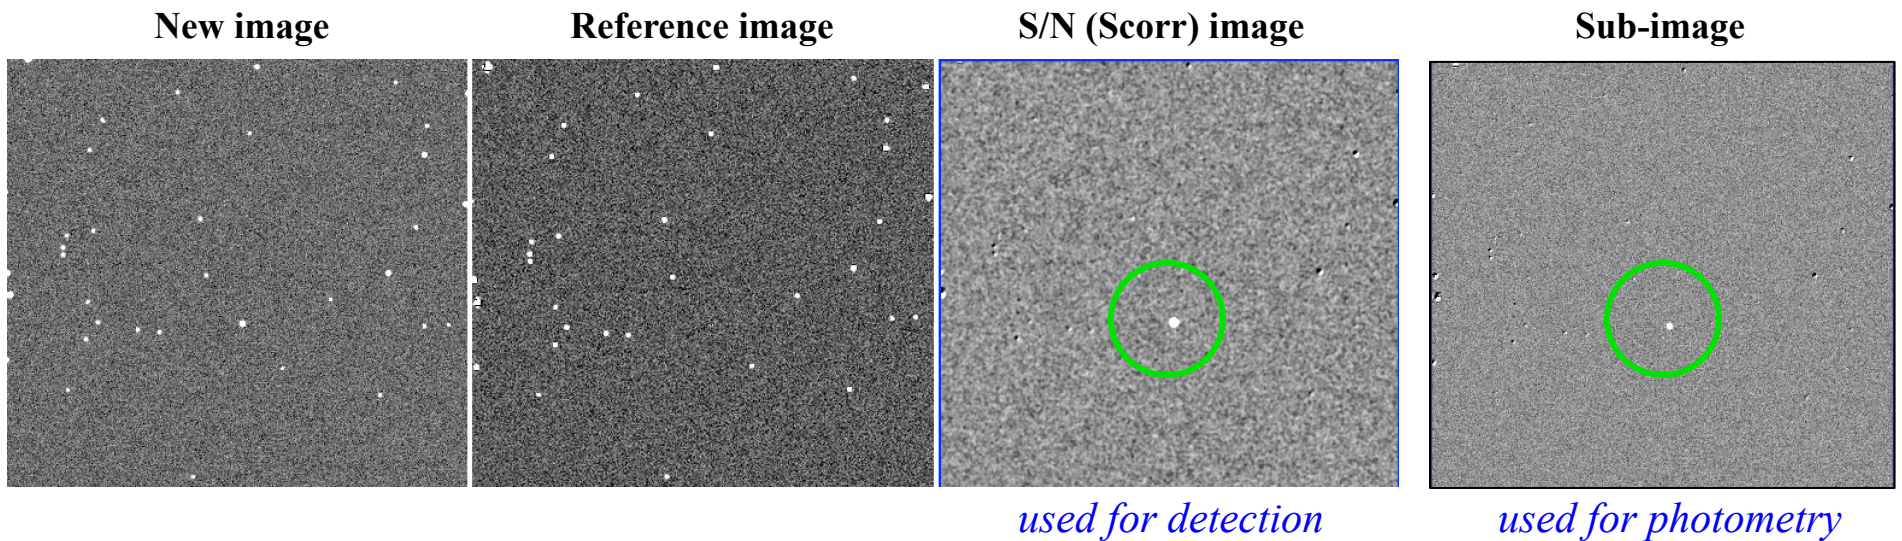 New image
Reference image
S/N (Scorr) image
Sub-image
used for detection
used for photometry